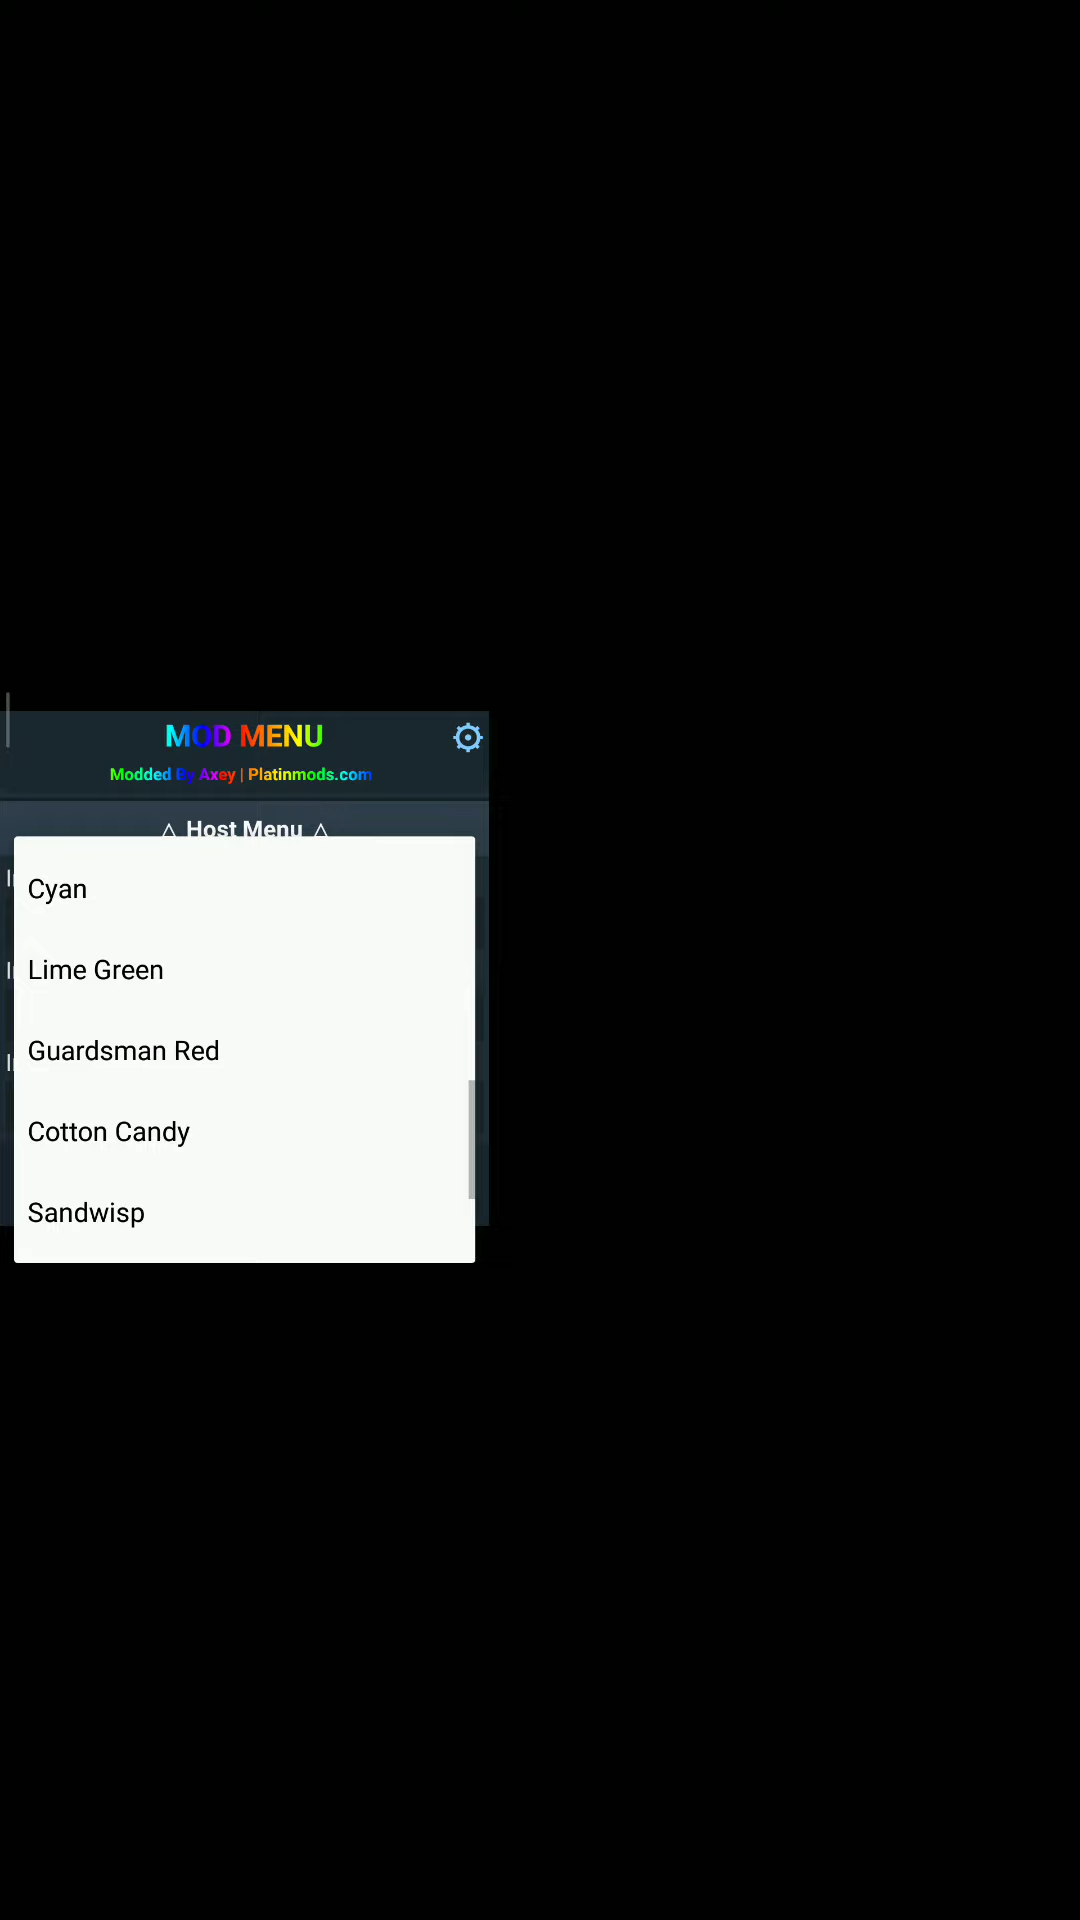 MOD MENU
Modded By Axey | Platinmods.com
△ Host Menu △
Cyan
Lime Green
Guardsman Red
Cotton Candy
Sandwisp